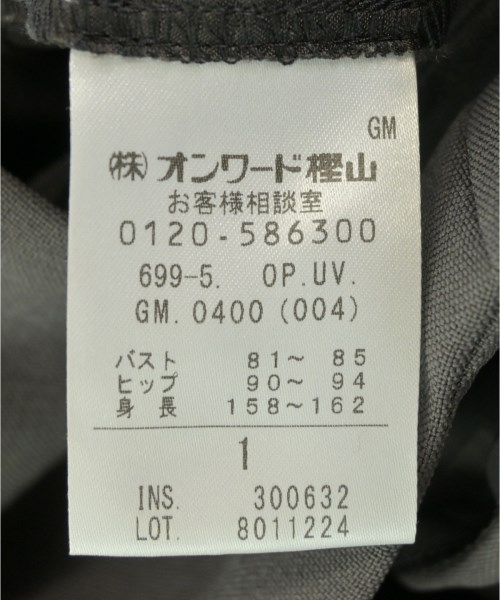 GM
㈱オンワード樫山
お客様相談室
0120-586300
699-5. OP.UV.
GM. 0400 (004)
バスト 81～ 85
ヒップ 90～ 94
身長 158～162
1
INS. 300632
LOT. 8011224